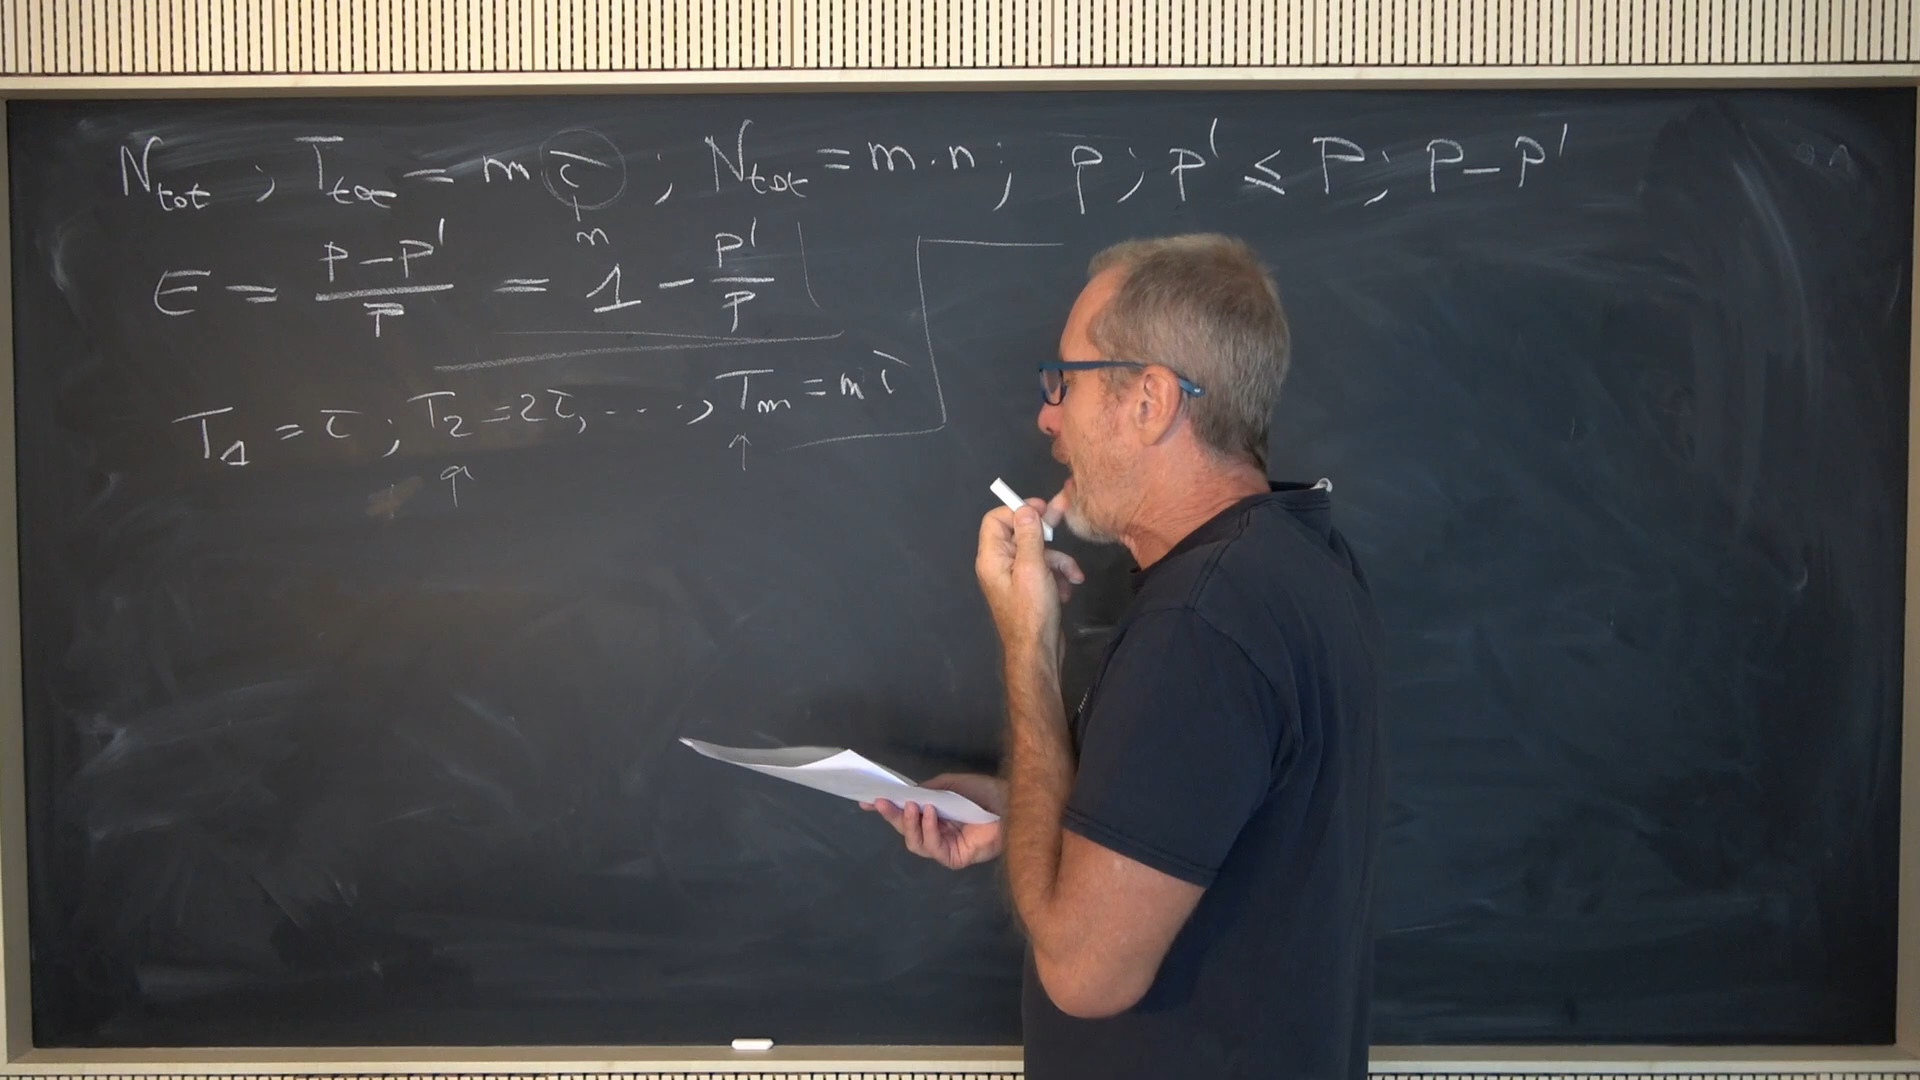 N_tot ; T_tot = m τ ; N_tot = m · n ; P ; P' ≤ P ; P - P'
n
E = (P - P') / P = 1 - P' / P
T_1 = τ ; T_2 = 2τ, ..., T_m = m τ
↑ ↑